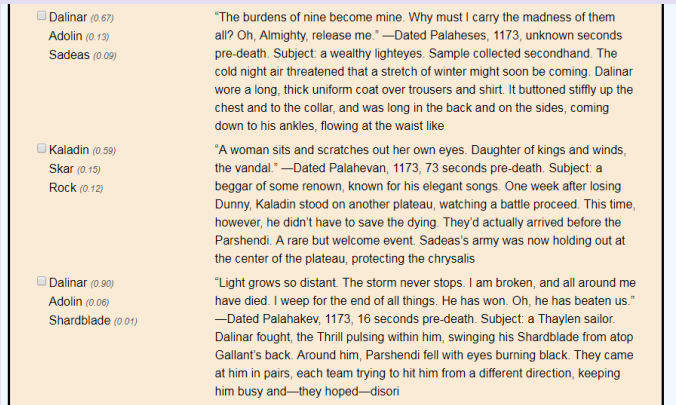 Dalinar (0.67)
Adolin (0.13)
Sadeas (0.09)
“The burdens of nine become mine. Why must I carry the madness of them
all? Oh, Almighty, release me.” —Dated Palaheses, 1173, unknown seconds
pre-death. Subject: a wealthy lighteyes. Sample collected secondhand. The
cold night air threatened that a stretch of winter might soon be coming. Dalinar
wore a long, thick uniform coat over trousers and shirt. It buttoned stiffly up the
chest and to the collar, and was long in the back and on the sides, coming
down to his ankles, flowing at the waist like
Kaladin (0.59)
Skar (0.15)
Rock (0.12)
“A woman sits and scratches out her own eyes. Daughter of kings and winds,
the vandal.” —Dated Palahevan, 1173, 73 seconds pre-death. Subject: a
beggar of some renown, known for his elegant songs. One week after losing
Dunny, Kaladin stood on another plateau, watching a battle proceed. This time,
however, he didn’t have to save the dying. They’d actually arrived before the
Parshendi. A rare but welcome event. Sadeas’s army was now holding out at
the center of the plateau, protecting the chrysalis
Dalinar (0.90)
Adolin (0.06)
Shardblade (0.01)
“Light grows so distant. The storm never stops. I am broken, and all around me
have died. I weep for the end of all things. He has won. Oh, he has beaten us.”
—Dated Palahakev, 1173, 16 seconds pre-death. Subject: a Thaylen sailor.
Dalinar fought, the Thrill pulsing within him, swinging his Shardblade from atop
Gallant’s back. Around him, Parshendi fell with eyes burning black. They came
at him in pairs, each team trying to hit him from a different direction, keeping
him busy and—they hoped—disori